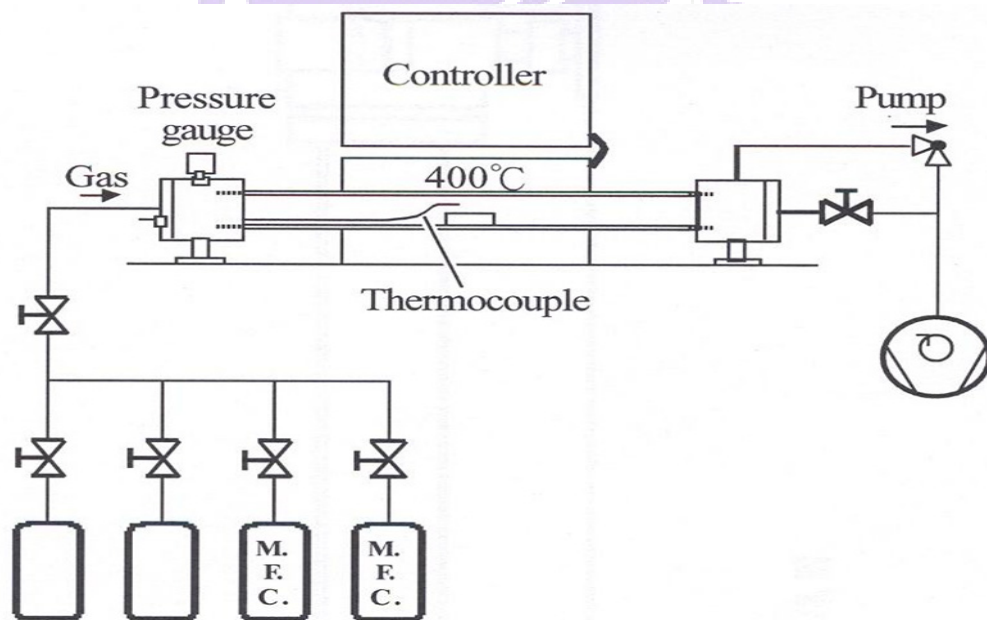 Controller
Pressure
gauge
Pump
Gas
400°C
Thermocouple
M.
F.
C.
M.
F.
C.